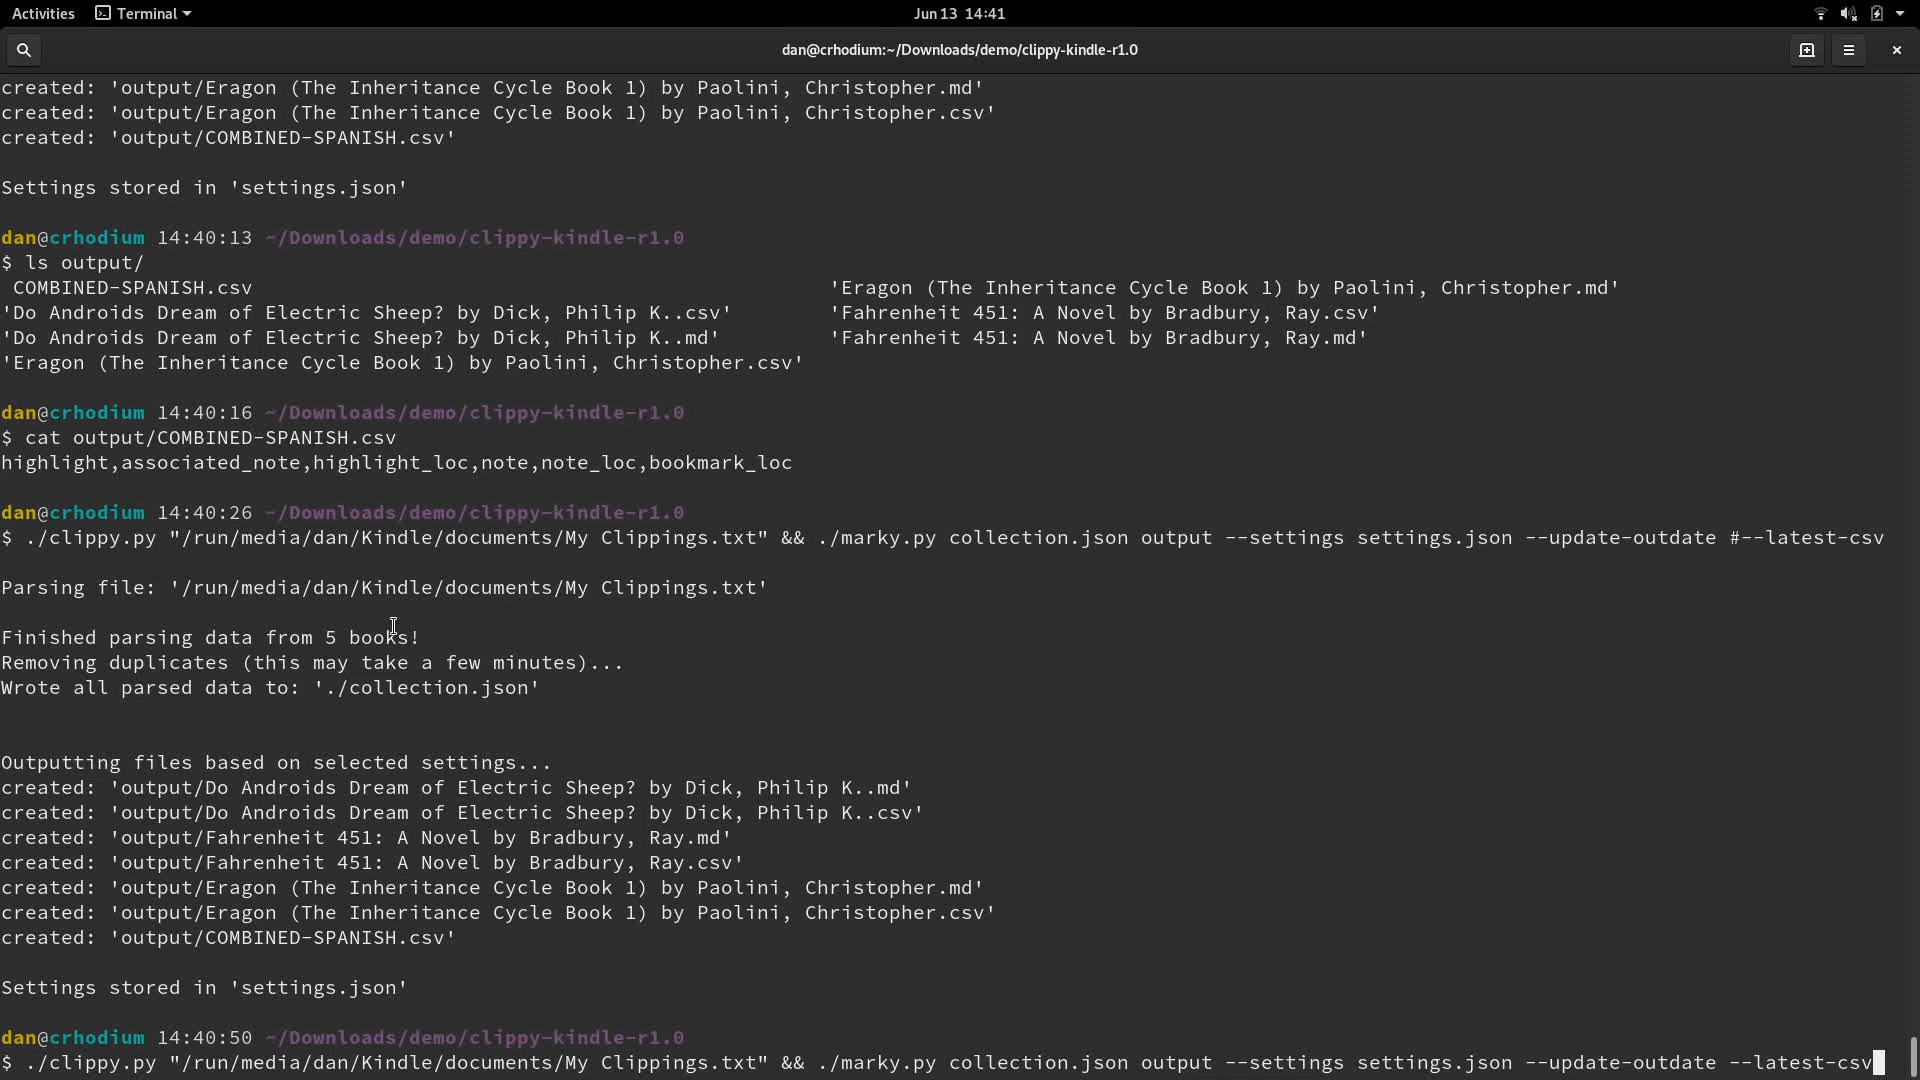 Activities Terminal Jun 13 14:41
dan@crhodium:~/Downloads/demo/clippy-kindle-r1.0
created: 'output/Eragon (The Inheritance Cycle Book 1) by Paolini, Christopher.md'
created: 'output/Eragon (The Inheritance Cycle Book 1) by Paolini, Christopher.csv'
created: 'output/COMBINED-SPANISH.csv'
Settings stored in 'settings.json'
dan@crhodium 14:40:13 ~/Downloads/demo/clippy-kindle-r1.0
$ ls output/
COMBINED-SPANISH.csv 'Eragon (The Inheritance Cycle Book 1) by Paolini, Christopher.md'
'Do Androids Dream of Electric Sheep? by Dick, Philip K..csv' 'Fahrenheit 451: A Novel by Bradbury, Ray.csv'
'Do Androids Dream of Electric Sheep? by Dick, Philip K..md' 'Fahrenheit 451: A Novel by Bradbury, Ray.md'
'Eragon (The Inheritance Cycle Book 1) by Paolini, Christopher.csv'
dan@crhodium 14:40:16 ~/Downloads/demo/clippy-kindle-r1.0
$ cat output/COMBINED-SPANISH.csv
highlight,associated_note,highlight_loc,note,note_loc,bookmark_loc
dan@crhodium 14:40:26 ~/Downloads/demo/clippy-kindle-r1.0
$ ./clippy.py "/run/media/dan/Kindle/documents/My Clippings.txt" && ./marky.py collection.json output --settings settings.json --update-outdate #--latest-csv
Parsing file: '/run/media/dan/Kindle/documents/My Clippings.txt'
Finished parsing data from 5 books!
Removing duplicates (this may take a few minutes)...
Wrote all parsed data to: './collection.json'
Outputting files based on selected settings...
created: 'output/Do Androids Dream of Electric Sheep? by Dick, Philip K..md'
created: 'output/Do Androids Dream of Electric Sheep? by Dick, Philip K..csv'
created: 'output/Fahrenheit 451: A Novel by Bradbury, Ray.md'
created: 'output/Fahrenheit 451: A Novel by Bradbury, Ray.csv'
created: 'output/Eragon (The Inheritance Cycle Book 1) by Paolini, Christopher.md'
created: 'output/Eragon (The Inheritance Cycle Book 1) by Paolini, Christopher.csv'
created: 'output/COMBINED-SPANISH.csv'
Settings stored in 'settings.json'
dan@crhodium 14:40:50 ~/Downloads/demo/clippy-kindle-r1.0
$ ./clippy.py "/run/media/dan/Kindle/documents/My Clippings.txt" && ./marky.py collection.json output --settings settings.json --update-outdate --latest-csv